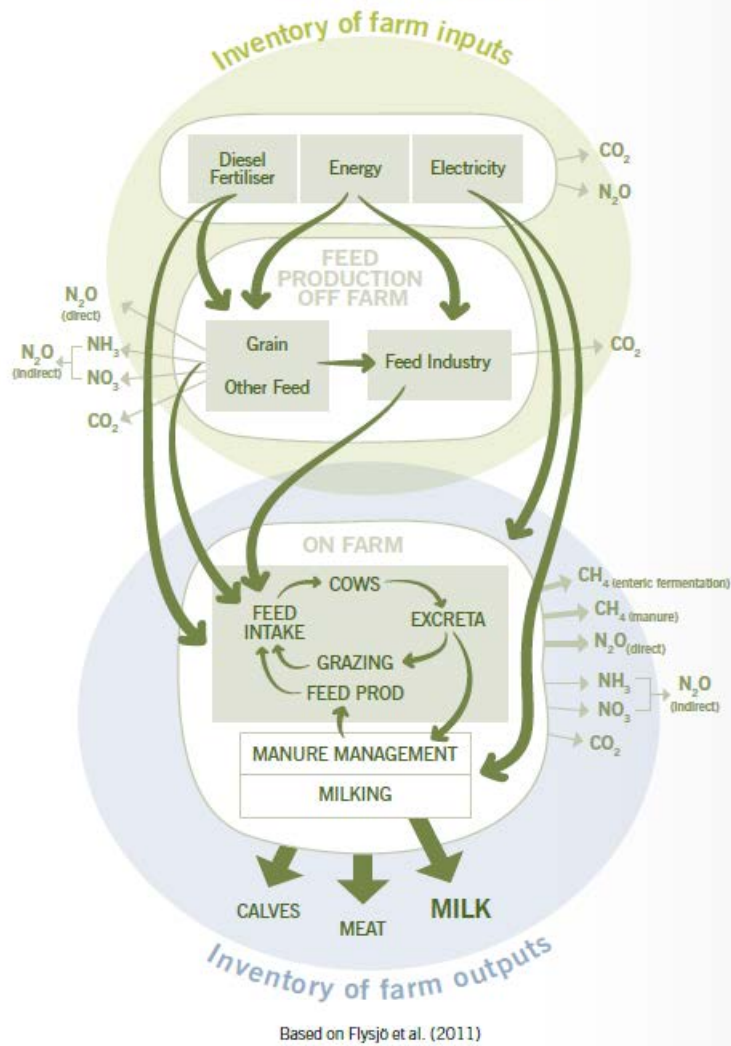 Inventory of farm inputs
Diesel
Fertiliser
Energy
Electricity
CO₂
N₂O
FEED
PRODUCTION
OFF FARM
N₂O
(direct)
N₂O
(indirect)
NH₃
NO₃
CO₂
Grain
Other Feed
Feed Industry
CO₂
ON FARM
COWS
FEED
INTAKE
EXCRETA
GRAZING
FEED PROD
MANURE MANAGEMENT
MILKING
CH₄ (enteric fermentation)
CH₄ (manure)
N₂O (direct)
NH₃
NO₃
N₂O
(indirect)
CO₂
CALVES
MEAT
MILK
Inventory of farm outputs
Based on Flysjö et al. (2011)